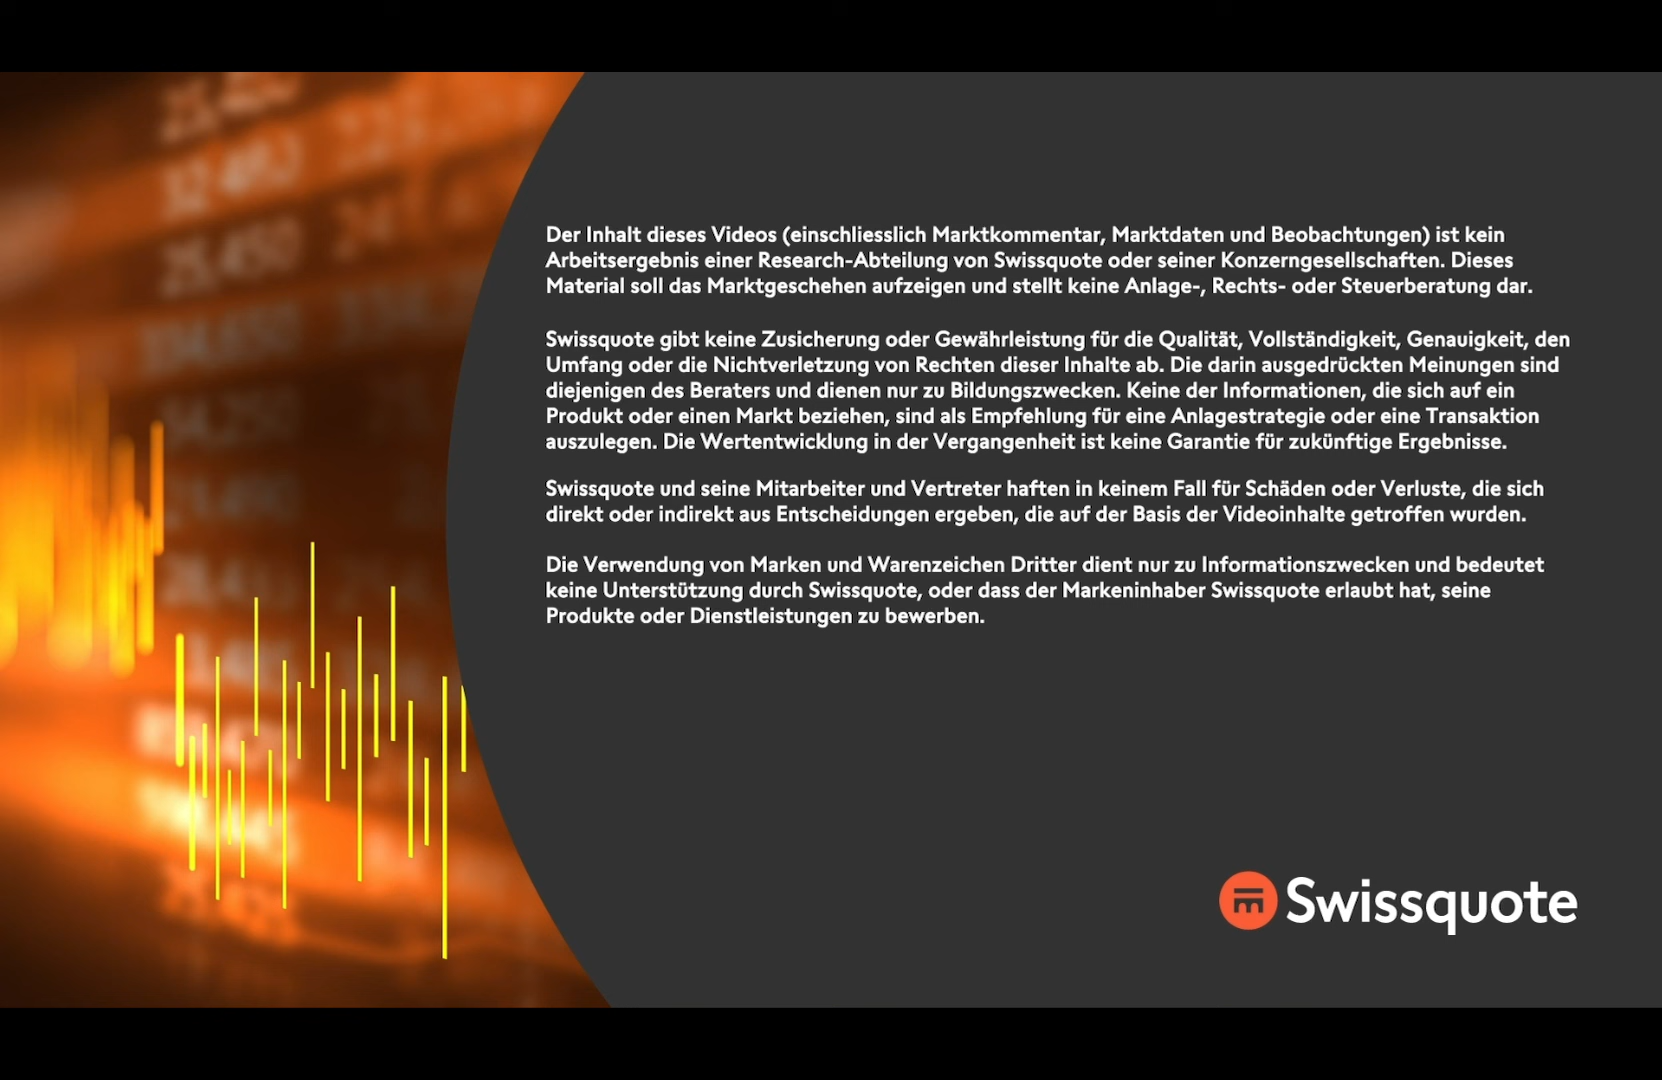 Der Inhalt dieses Videos (einschliesslich Marktkommentar, Marktdaten und Beobachtungen) ist kein
Arbeitsergebnis einer Research-Abteilung von Swissquote oder seiner Konzerngesellschaften. Dieses
Material soll das Marktgeschehen aufzeigen und stellt keine Anlage-, Rechts- oder Steuerberatung dar.
Swissquote gibt keine Zusicherung oder Gewährleistung für die Qualität, Vollständigkeit, Genauigkeit, den
Umfang oder die Nichtverletzung von Rechten dieser Inhalte ab. Die darin ausgedrückten Meinungen sind
diejenigen des Beraters und dienen nur zu Bildungszwecken. Keine der Informationen, die sich auf ein
Produkt oder einen Markt beziehen, sind als Empfehlung für eine Anlagestrategie oder eine Transaktion
auszulegen. Die Wertentwicklung in der Vergangenheit ist keine Garantie für zukünftige Ergebnisse.
Swissquote und seine Mitarbeiter und Vertreter haften in keinem Fall für Schäden oder Verluste, die sich
direkt oder indirekt aus Entscheidungen ergeben, die auf der Basis der Videoinhalte getroffen wurden.
Die Verwendung von Marken und Warenzeichen Dritter dient nur zu Informationszwecken und bedeutet
keine Unterstützung durch Swissquote, oder dass der Markeninhaber Swissquote erlaubt hat, seine
Produkte oder Dienstleistungen zu bewerben.
Swissquote